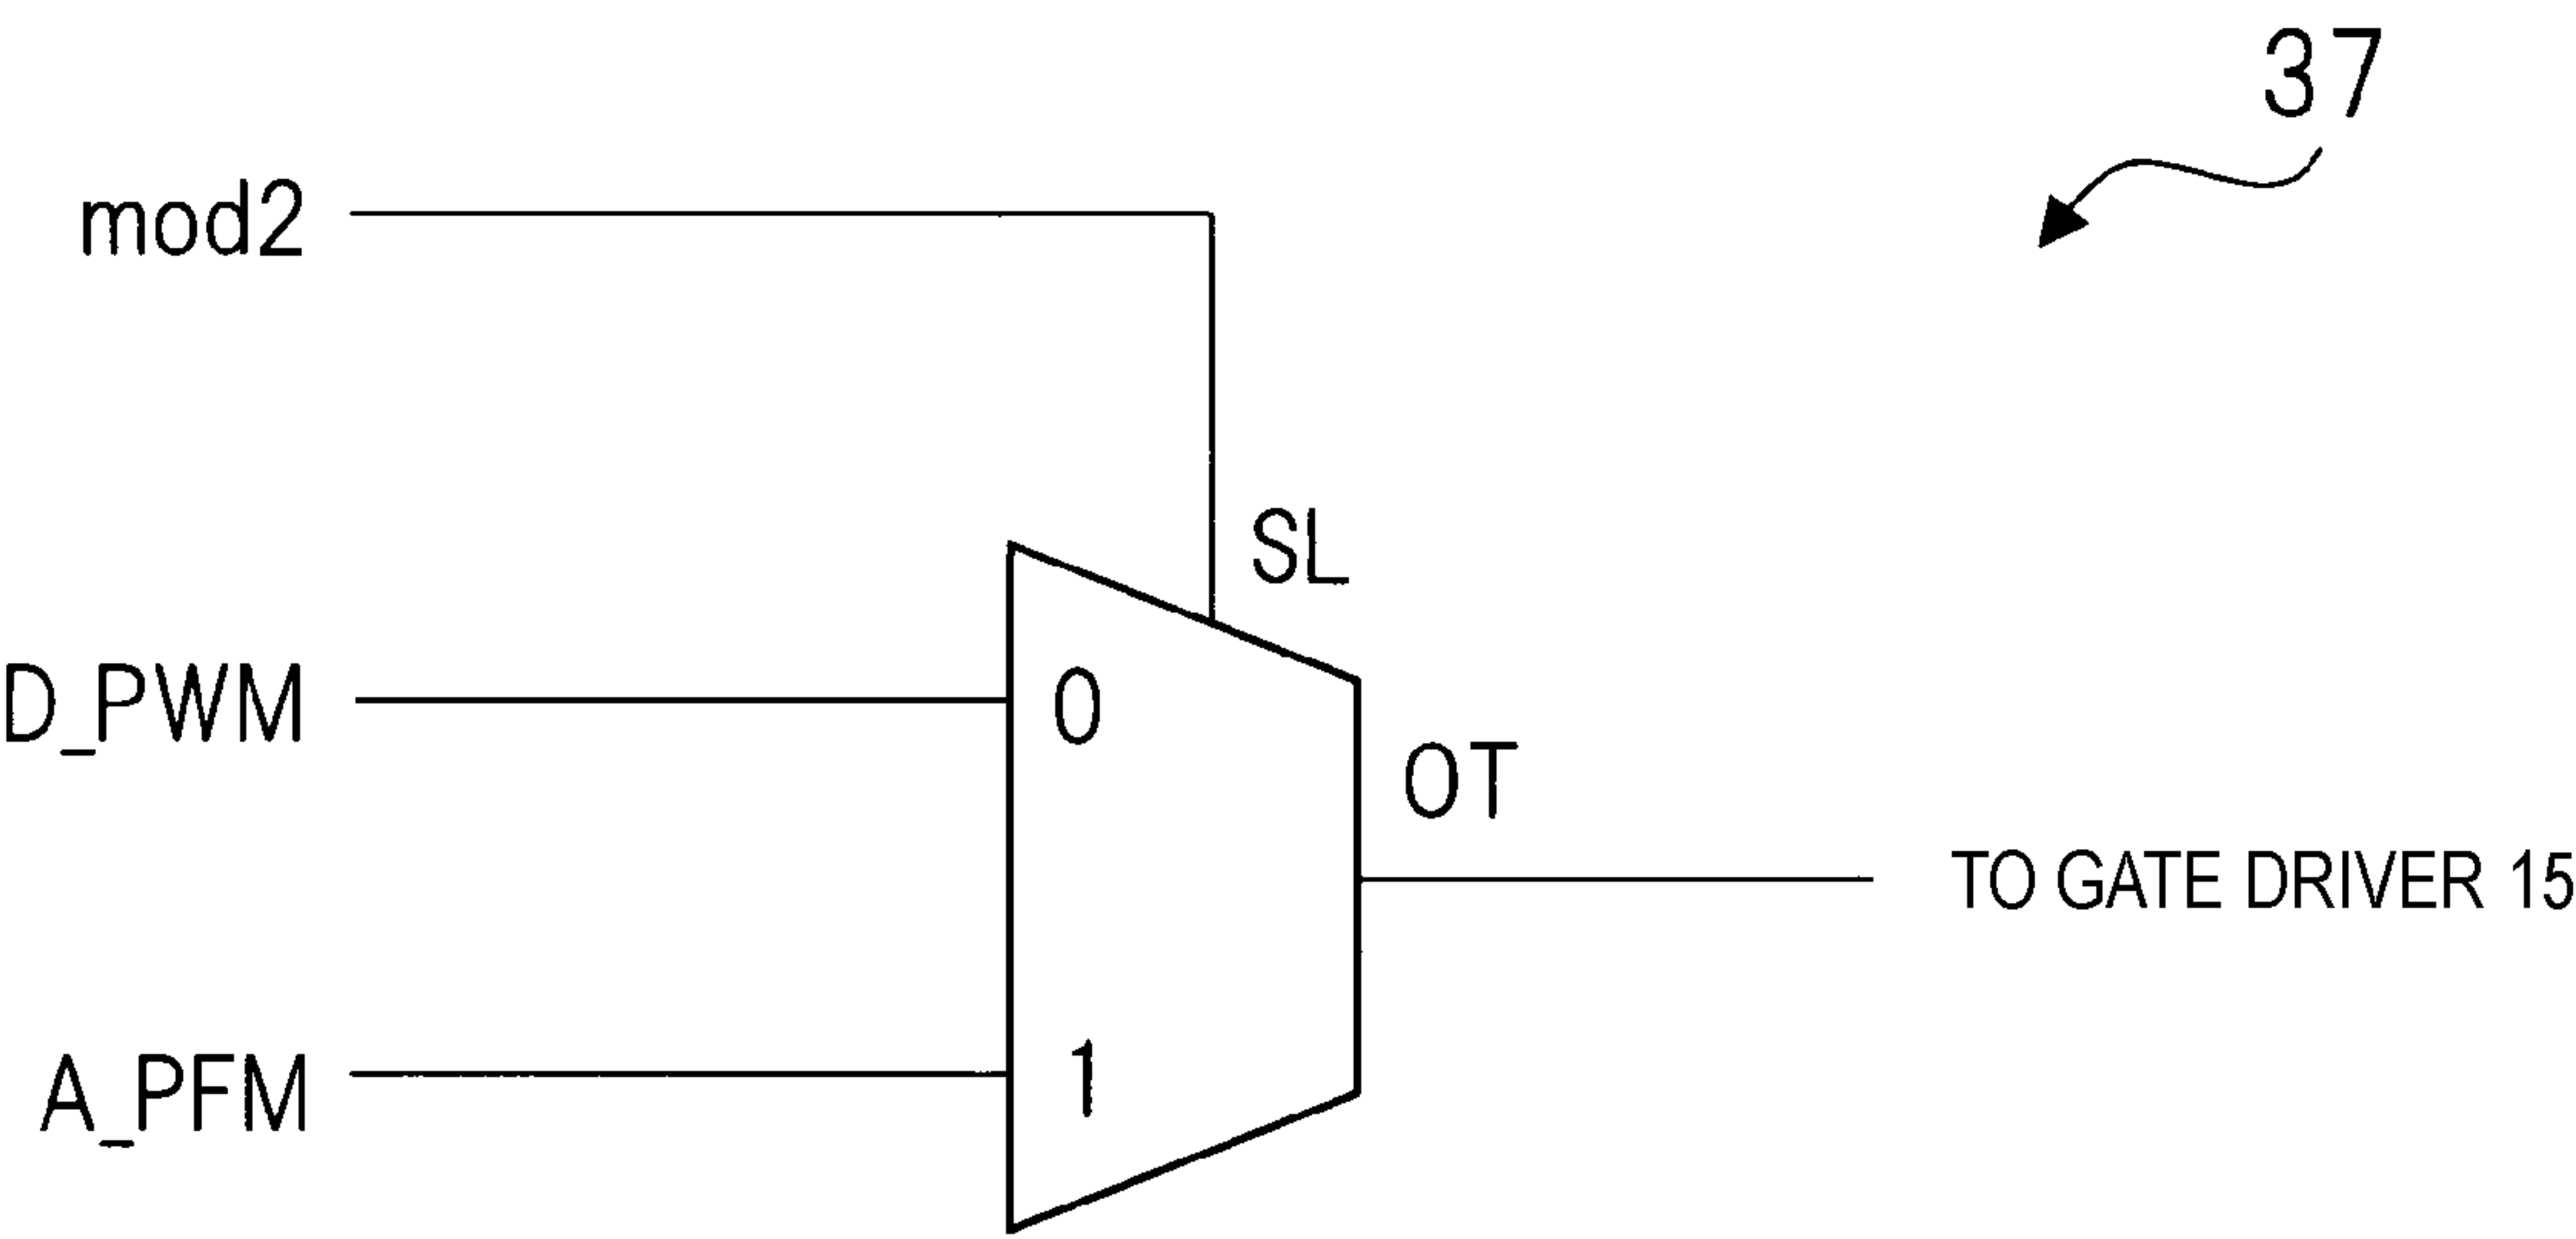 37
mod2
SL
D_PWM
0
OT
TO GATE DRIVER 15
A_PFM
1